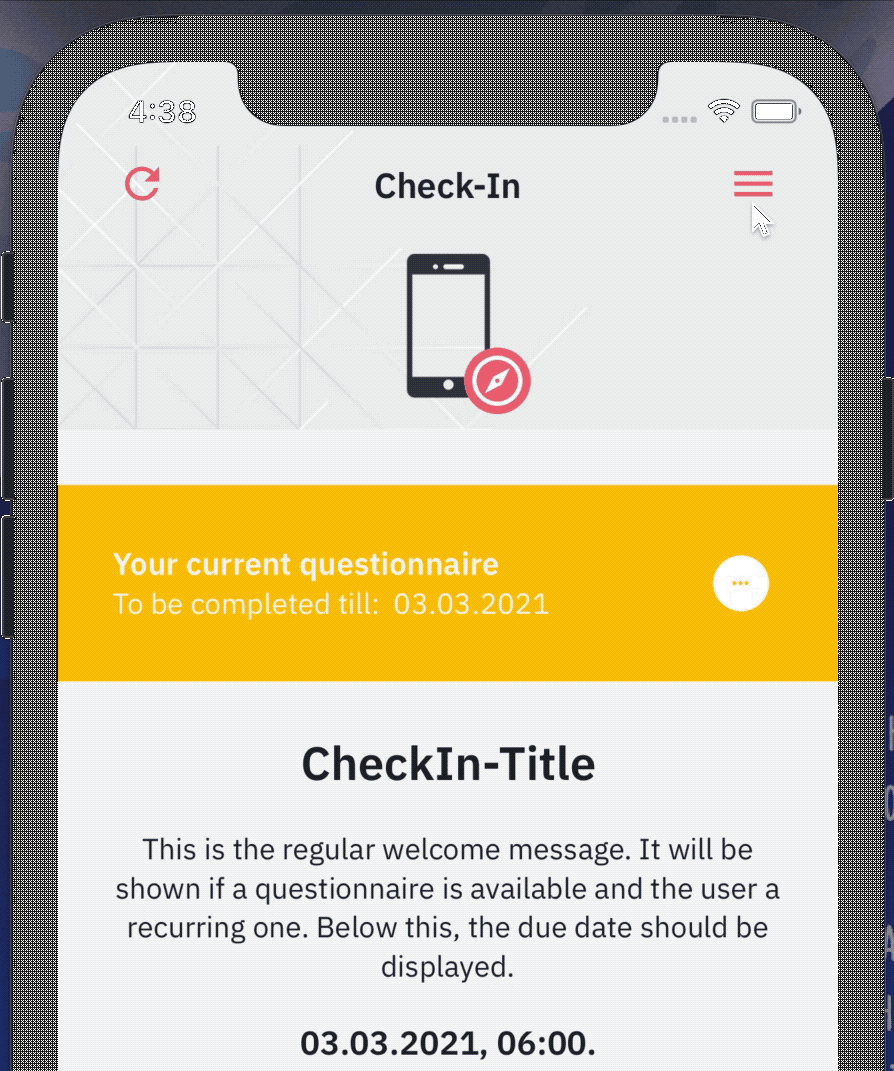 4:38
Check-In
Your current questionnaire
To be completed till: 03.03.2021
CheckIn-Title
This is the regular welcome message. It will be
shown if a questionnaire is available and the user a
recurring one. Below this, the due date should be
displayed.
03.03.2021, 06:00.